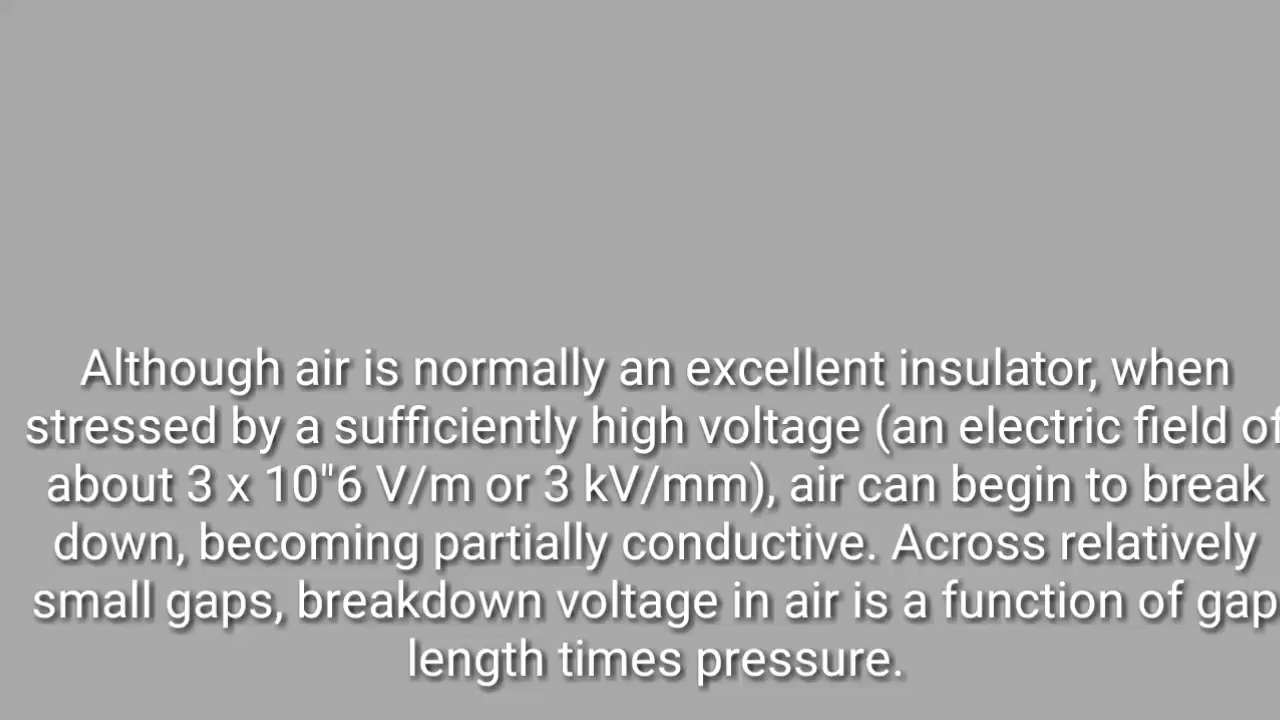 Although air is normally an excellent insulator, when
stressed by a sufficiently high voltage (an electric field of
about 3 x 10"6 V/m or 3 kV/mm), air can begin to break
down, becoming partially conductive. Across relatively
small gaps, breakdown voltage in air is a function of gap
length times pressure.